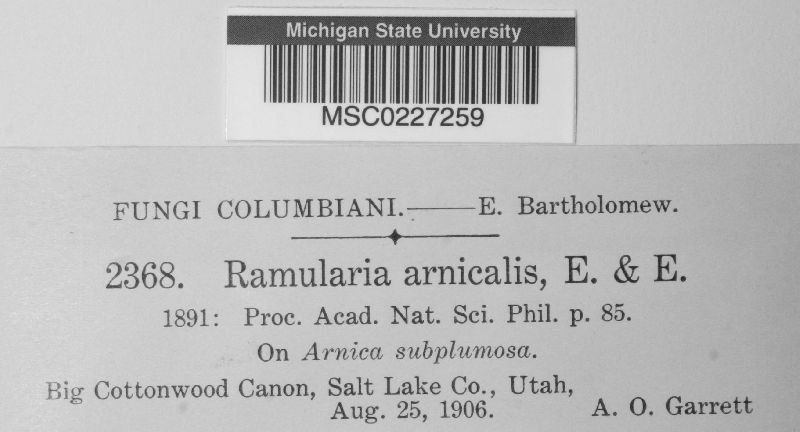 Michigan State University
MSC0227259
FUNGI COLUMBIANI.——E. Bartholomew.
2368. Ramularia arnicalis, E. & E.
1891: Proc. Acad. Nat. Sci. Phil. p. 85.
On Arnica subplumosa.
Big Cottonwood Canon, Salt Lake Co., Utah,
Aug. 25, 1906. A. O. Garrett